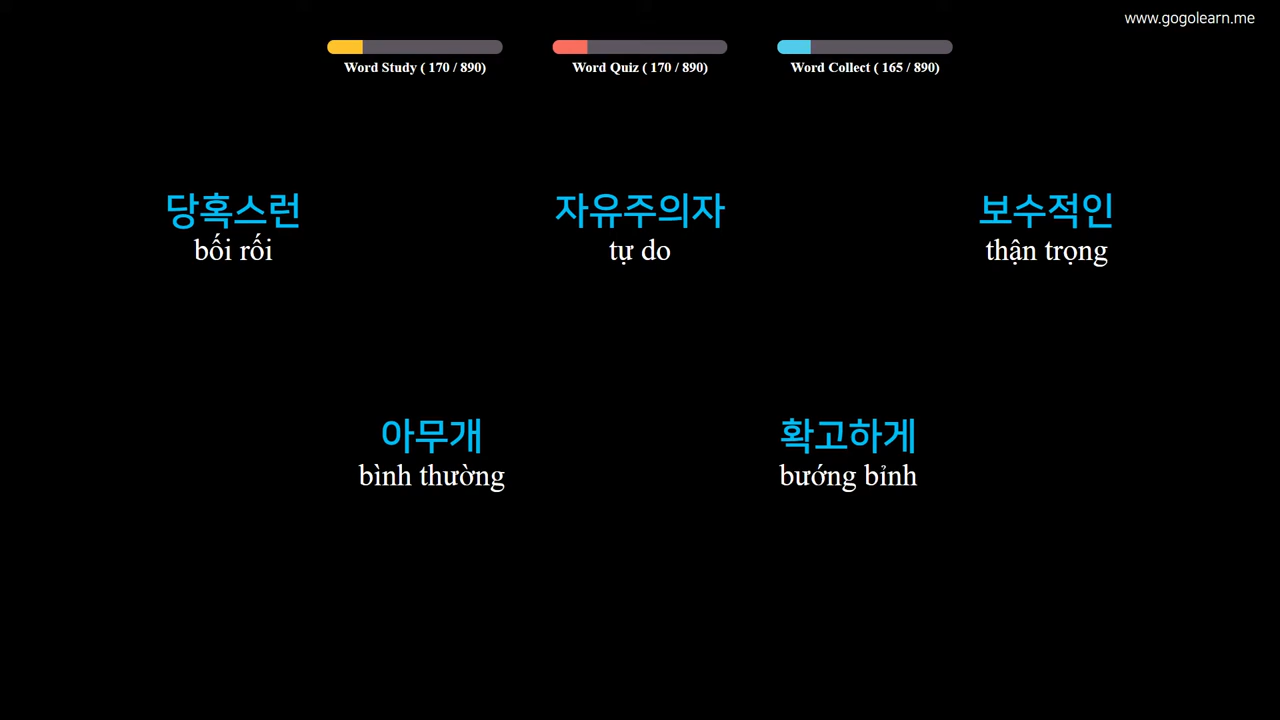 www.gogolearn.me
Word Study ( 170 / 890)
Word Quiz ( 170 / 890)
Word Collect ( 165 / 890)
당혹스런
bối rối
자유주의자
tự do
보수적인
thận trọng
아무개
bình thường
확고하게
bướng bỉnh